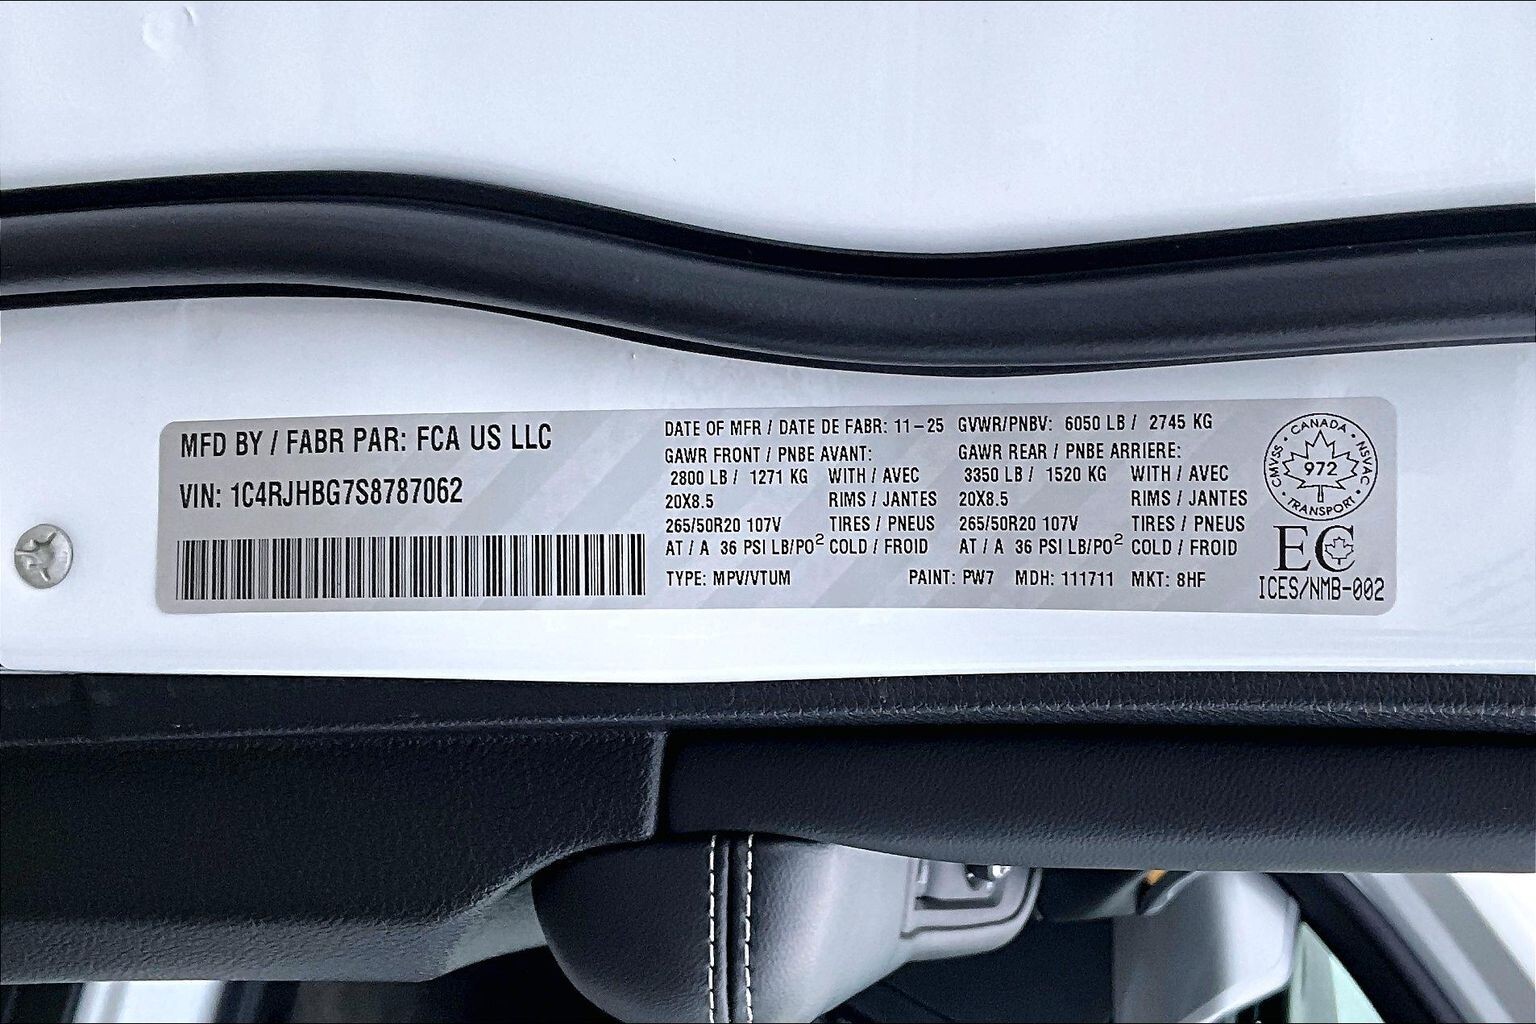 MFD BY / FABR PAR: FCA US LLC
VIN: 1C4RJHBG7S8787062
DATE OF MFR / DATE DE FABR: 11-25 GVWR/PNBV: 6050 LB / 2745 KG
GAWR FRONT / PNBE AVANT: GAWR REAR / PNBE ARRIERE:
2800 LB / 1271 KG WITH / AVEC 3350 LB / 1520 KG WITH / AVEC
20X8.5 RIMS / JANTES 20X8.5 RIMS / JANTES
265/50R20 107V TIRES / PNEUS 265/50R20 107V TIRES / PNEUS
AT / A 36 PSI LB/PO² COLD / FROID AT / A 36 PSI LB/PO² COLD / FROID
TYPE: MPV/VTUM PAINT: PW7 MDH: 111711 MKT: 8HF
CMVSS • CANADA • NSVAC • TRANSPORT •
972
EC
ICES/NMB-002